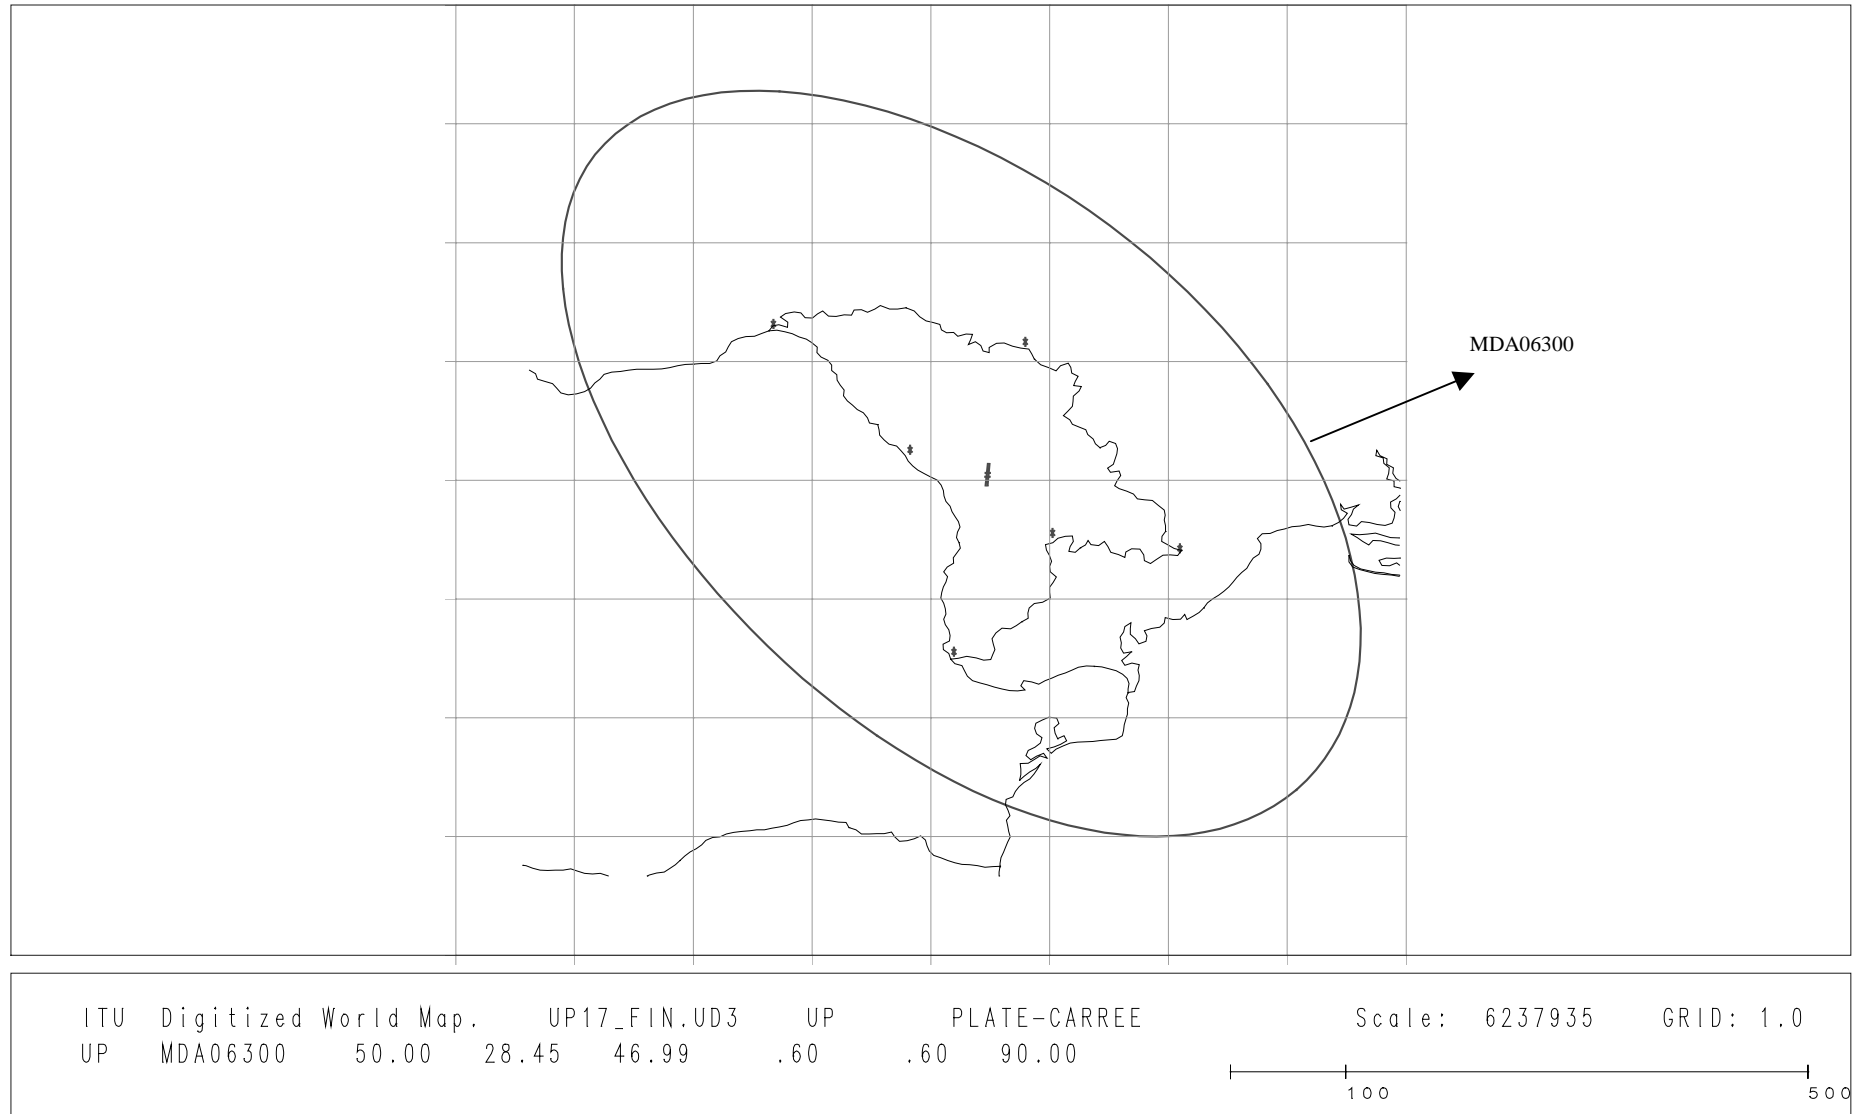 MDA06300
ITU Digitized World Map. UP17_FIN.UD3 UP PLATE-CARREE Scale: 6237935 GRID: 1.0
UP MDA06300 50.00 28.45 46.99 .60 .60 90.00
100 500